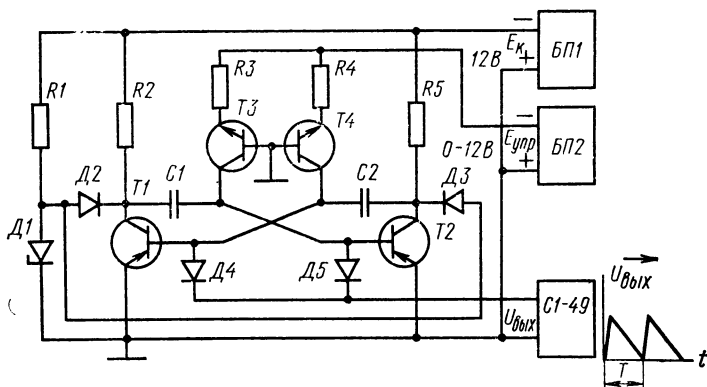 R1
R2
R3
R4
R5
12В
Eк
−
+
БП1
T3
T4
0-12В
Eупр
−
+
БП2
Д2
T1
C1
C2
Д3
Д1
T2
Д4
Д5
Uвых
C1-49
Uвых
T
t